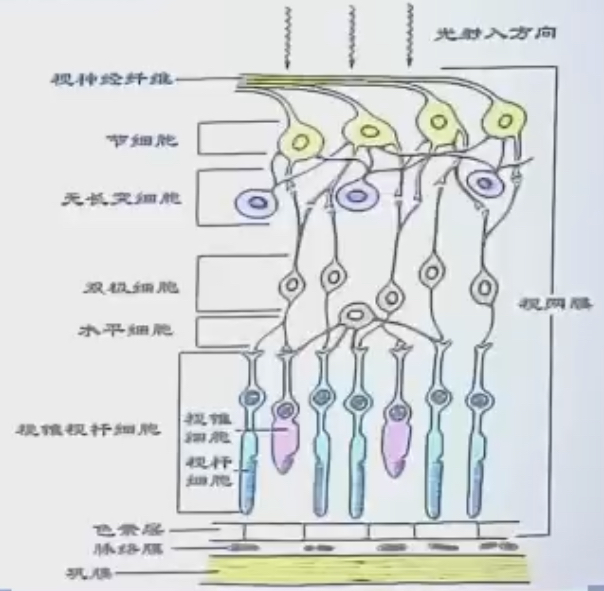 光射入方向
视神经纤维
节细胞
无长突细胞
双极细胞
水平细胞
视网膜
视锥视杆细胞
视锥
细胞
视杆
细胞
色素层
脉络膜
巩膜